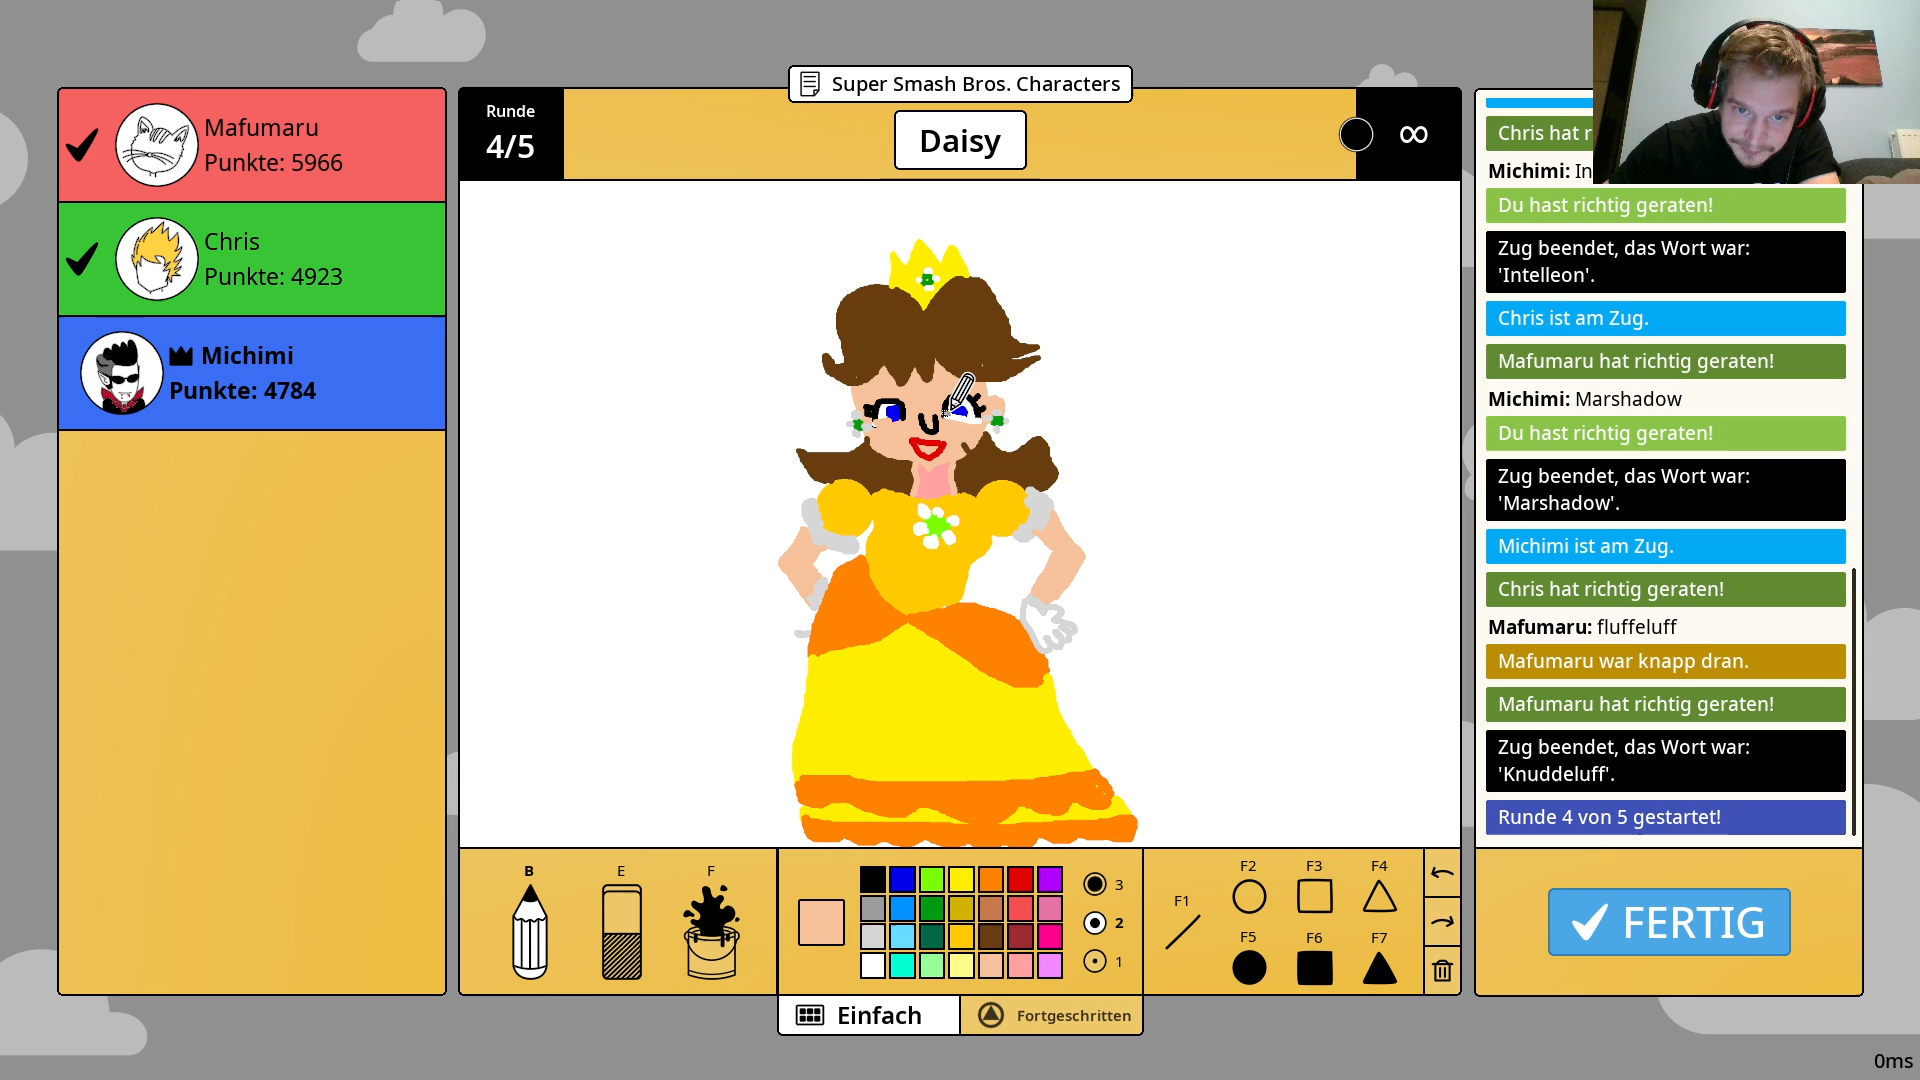 Super Smash Bros. Characters
Runde
4/5
Daisy
∞
Mafumaru
Punkte: 5966
Chris
Punkte: 4923
Michimi
Punkte: 4784
Chris hat r
Michimi: In
Du hast richtig geraten!
Zug beendet, das Wort war:
'Intelleon'.
Chris ist am Zug.
Mafumaru hat richtig geraten!
Michimi: Marshadow
Du hast richtig geraten!
Zug beendet, das Wort war:
'Marshadow'.
Michimi ist am Zug.
Chris hat richtig geraten!
Mafumaru: fluffeluff
Mafumaru war knapp dran.
Mafumaru hat richtig geraten!
Zug beendet, das Wort war:
'Knuddeluff'.
Runde 4 von 5 gestartet!
B
E
F
3
2
1
F1
F2
F3
F4
F5
F6
F7
FERTIG
Einfach
Fortgeschritten
0ms